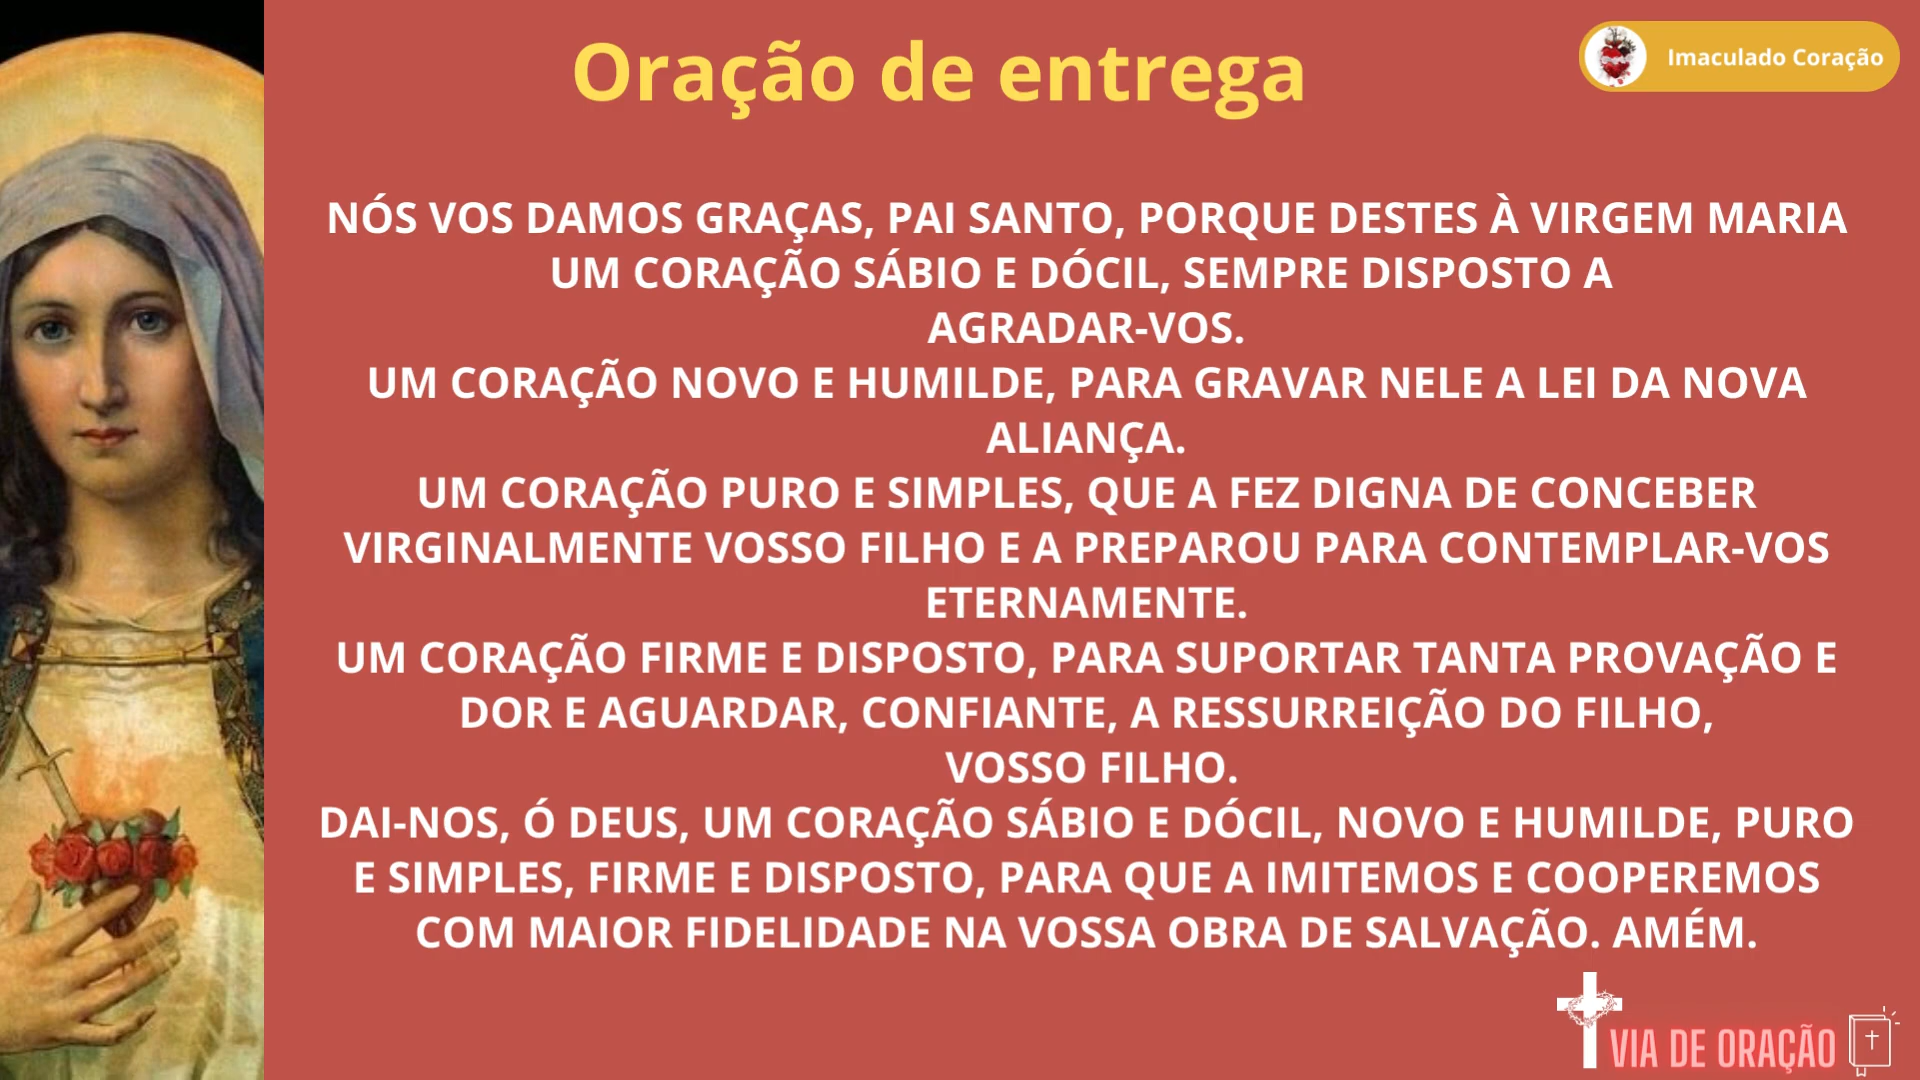 Oração de entrega
Imaculado Coração
NÓS VOS DAMOS GRAÇAS, PAI SANTO, PORQUE DESTES À VIRGEM MARIA
UM CORAÇÃO SÁBIO E DÓCIL, SEMPRE DISPOSTO A
AGRADAR-VOS.
UM CORAÇÃO NOVO E HUMILDE, PARA GRAVAR NELE A LEI DA NOVA
ALIANÇA.
UM CORAÇÃO PURO E SIMPLES, QUE A FEZ DIGNA DE CONCEBER
VIRGINALMENTE VOSSO FILHO E A PREPAROU PARA CONTEMPLAR-VOS
ETERNAMENTE.
UM CORAÇÃO FIRME E DISPOSTO, PARA SUPORTAR TANTA PROVAÇÃO E
DOR E AGUARDAR, CONFIANTE, A RESSURREIÇÃO DO FILHO,
VOSSO FILHO.
DAI-NOS, Ó DEUS, UM CORAÇÃO SÁBIO E DÓCIL, NOVO E HUMILDE, PURO
E SIMPLES, FIRME E DISPOSTO, PARA QUE A IMITEMOS E COOPEREMOS
COM MAIOR FIDELIDADE NA VOSSA OBRA DE SALVAÇÃO. AMÉM.
VIA DE ORAÇÃO